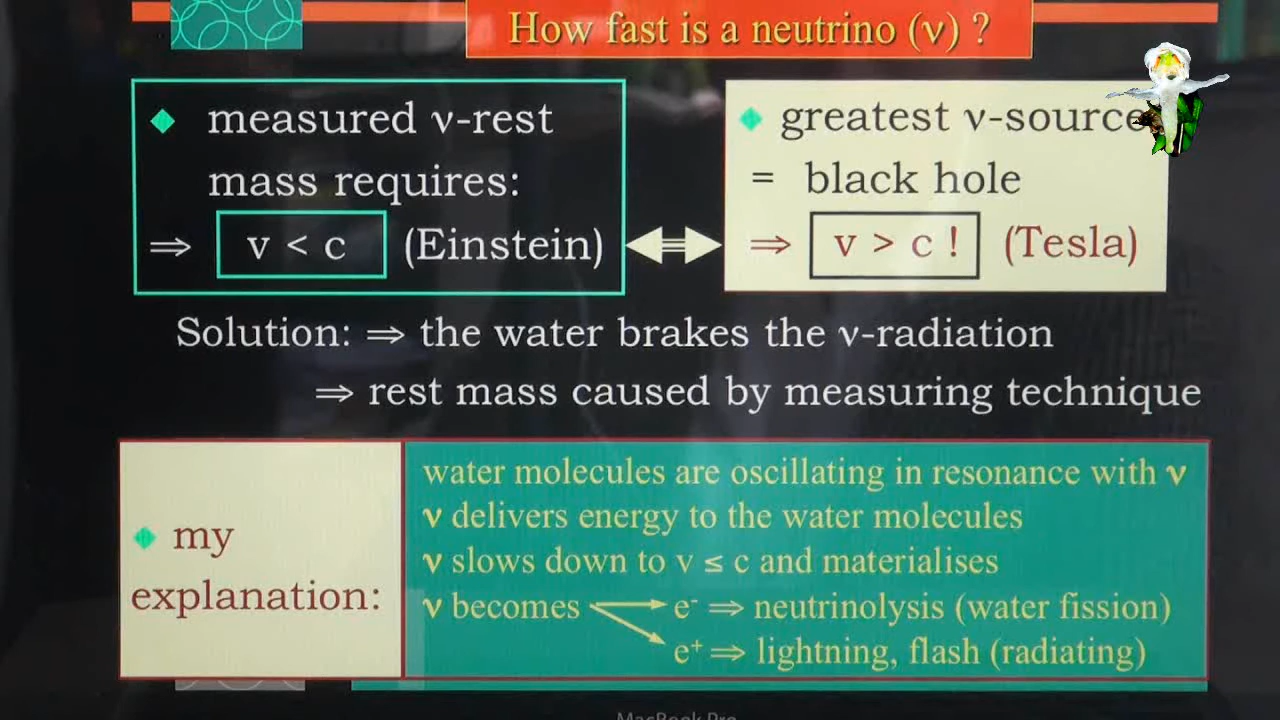 How fast is a neutrino (ν) ?
measured ν-rest
mass requires:
⇒ v < c (Einstein)
greatest ν-source
= black hole
⇒ v > c ! (Tesla)
Solution: ⇒ the water brakes the ν-radiation
⇒ rest mass caused by measuring technique
my
explanation:
water molecules are oscillating in resonance with ν
ν delivers energy to the water molecules
ν slows down to v ≤ c and materialises
ν becomes e⁻ ⇒ neutrinolysis (water fission)
e⁺ ⇒ lightning, flash (radiating)
MacBook Pro